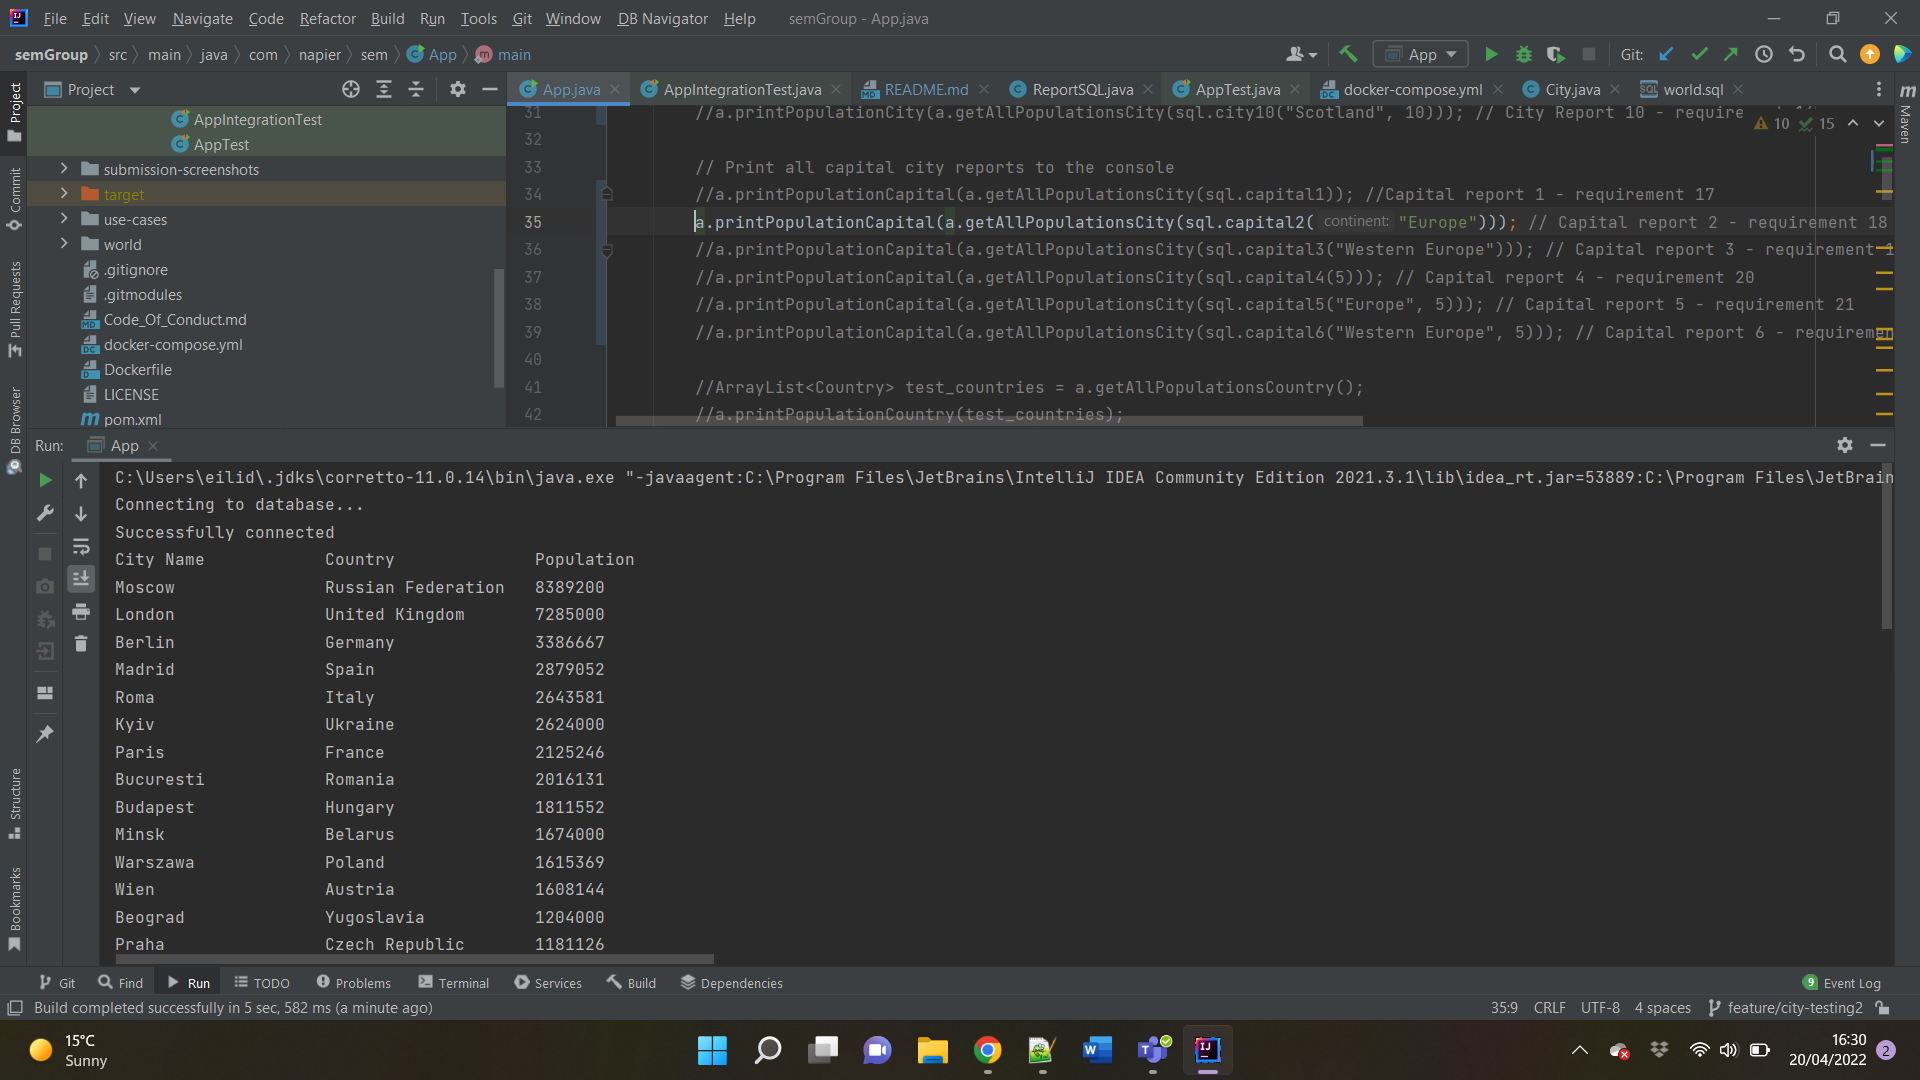 File Edit View Navigate Code Refactor Build Run Tools Git Window DB Navigator Help semGroup - App.java
semGroup src main java com napier sem App main
App
Git:
Project
App.java AppIntegrationTest.java README.md ReportSQL.java AppTest.java docker-compose.yml City.java world.sql
Project
Commit
Pull Requests
DB Browser
Structure
Bookmarks
Maven
AppIntegrationTest
AppTest
submission-screenshots
target
use-cases
world
.gitignore
.gitmodules
Code_Of_Conduct.md
docker-compose.yml
Dockerfile
LICENSE
pom.xml
10 15
31 //a.printPopulationCity(a.getAllPopulationsCity(sql.city10("Scotland", 10))); // City Report 10 - require
32
33 // Print all capital city reports to the console
34 //a.printPopulationCapital(a.getAllPopulationsCity(sql.capital1)); //Capital report 1 - requirement 17
35 a.printPopulationCapital(a.getAllPopulationsCity(sql.capital2( continent: "Europe"))); // Capital report 2 - requirement 18
36 //a.printPopulationCapital(a.getAllPopulationsCity(sql.capital3("Western Europe"))); // Capital report 3 - requirement 1
37 //a.printPopulationCapital(a.getAllPopulationsCity(sql.capital4(5))); // Capital report 4 - requirement 20
38 //a.printPopulationCapital(a.getAllPopulationsCity(sql.capital5("Europe", 5))); // Capital report 5 - requirement 21
39 //a.printPopulationCapital(a.getAllPopulationsCity(sql.capital6("Western Europe", 5))); // Capital report 6 - requiremen
40
41 //ArrayList<Country> test_countries = a.getAllPopulationsCountry();
42 //a.printPopulationCountry(test_countries);
Run: App
C:\Users\eilid\.jdks\corretto-11.0.14\bin\java.exe "-javaagent:C:\Program Files\JetBrains\IntelliJ IDEA Community Edition 2021.3.1\lib\idea_rt.jar=53889:C:\Program Files\JetBrain
Connecting to database...
Successfully connected
City Name Country Population
Moscow Russian Federation 8389200
London United Kingdom 7285000
Berlin Germany 3386667
Madrid Spain 2879052
Roma Italy 2643581
Kyiv Ukraine 2624000
Paris France 2125246
Bucuresti Romania 2016131
Budapest Hungary 1811552
Minsk Belarus 1674000
Warszawa Poland 1615369
Wien Austria 1608144
Beograd Yugoslavia 1204000
Praha Czech Republic 1181126
Git Find Run TODO Problems Terminal Services Build Dependencies 9 Event Log
Build completed successfully in 5 sec, 582 ms (a minute ago) 35:9 CRLF UTF-8 4 spaces feature/city-testing2
15°C
Sunny
16:30
20/04/2022
2